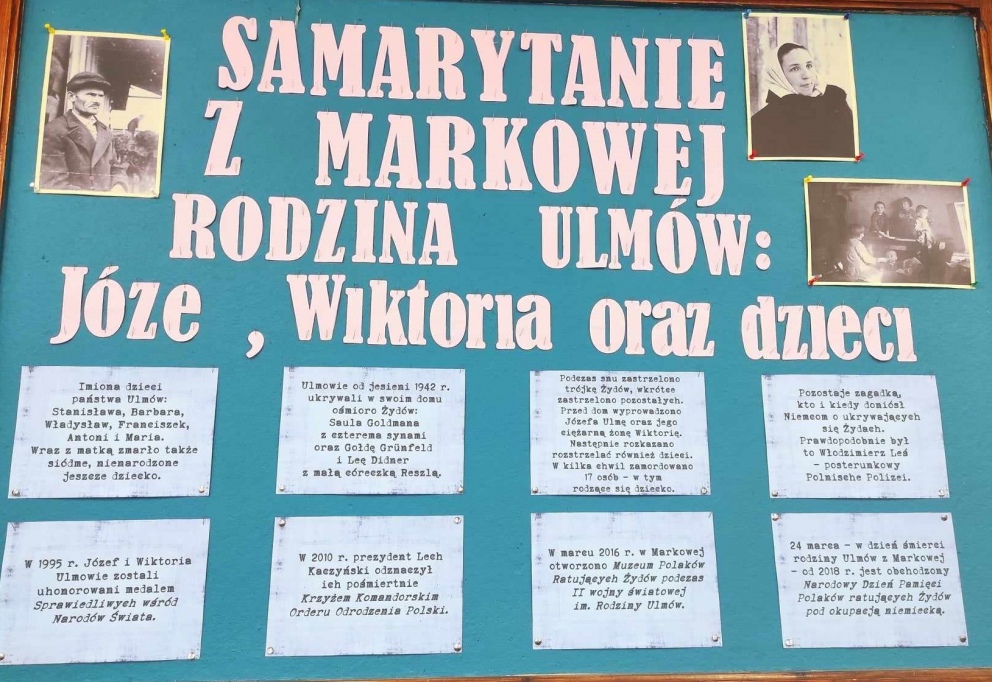 SAMARYTANIE
Z MARKOWEJ
RODZINA ULMÓW:
Józe , Wiktoria oraz dzieci
Imiona dzieci
państwa Ulmów:
Stanisława, Barbara,
Władysław, Franciszek,
Antoni i Maria.
Wraz z matką zmarło także
siódme, nienarodzone
jeszcze dziecko.
Ulmowie od jesieni 1942 r.
ukrywali w swoim domu
ośmioro Żydów:
Saula Goldmana
z czterema synami
oraz Gołdę Grünfeld
i Leę Didner
z małą córeczką Reszlą.
Podczas snu zastrzelono
trójkę Żydów, wkrótce
zastrzelono pozostałych.
Przed dom wyprowadzono
Józefa Ulmę oraz jego
ciężarną żonę Wiktorię.
Następnie rozkazano
rozstrzelać również dzieci.
W kilka chwil zamordowano
17 osób - w tym
rodzące się dziecko.
Pozostaje zagadką,
kto i kiedy doniósł
Niemcom o ukrywających
się Żydach.
Prawdopodobnie był
to Włodzimierz Leś
- posterunkowy
Polnische Polizei.
W 1995 r. Józef i Wiktoria
Ulmowie zostali
uhonorowani medalem
Sprawiedliwych wśród
Narodów Świata.
W 2010 r. prezydent Lech
Kaczyński odznaczył
ich pośmiertnie
Krzyżem Komandorskim
Orderu Odrodzenia Polski.
W marcu 2016 r. w Markowej
otworzono Muzeum Polaków
Ratujących Żydów podczas
II wojny światowej
im. Rodziny Ulmów.
24 marca - w dzień śmierci
rodziny Ulmów z Markowej
- od 2018 r. jest obchodzony
Narodowy Dzień Pamięci
Polaków ratujących Żydów
pod okupacją niemiecką.